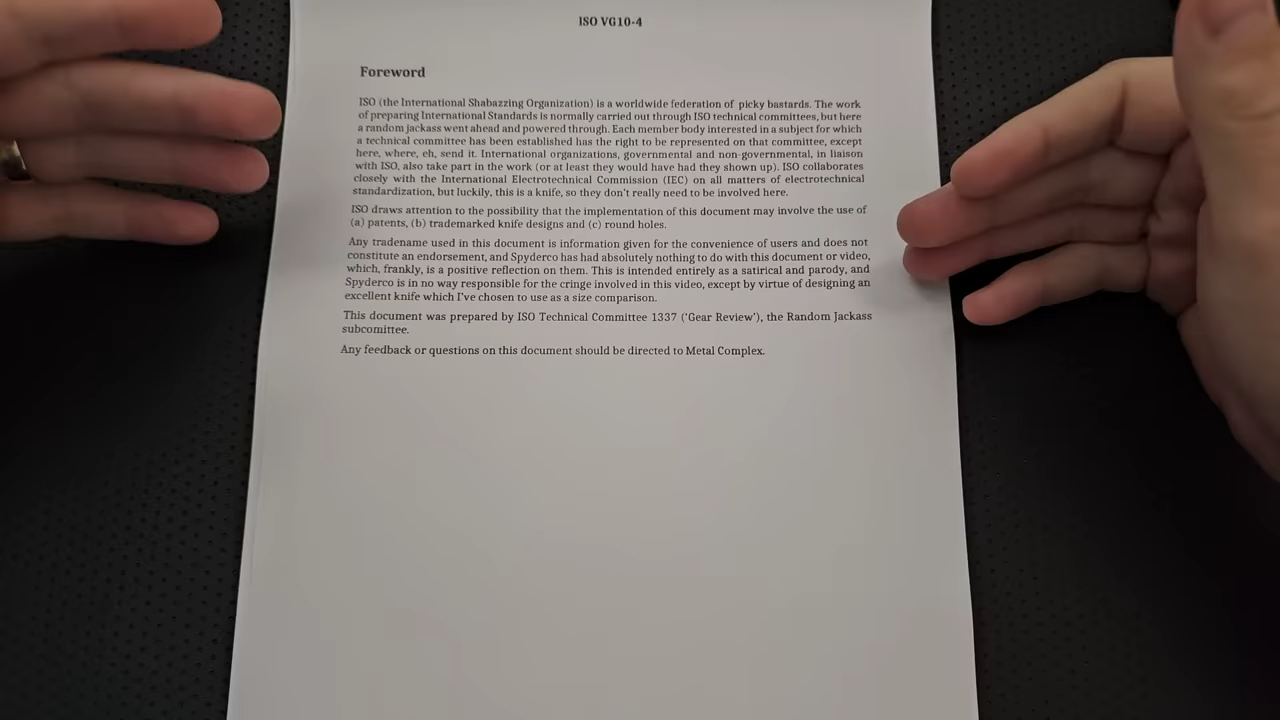 ISO VG10-4
Foreword
ISO (the International Shabazzing Organization) is a worldwide federation of picky bastards. The work
of preparing International Standards is normally carried out through ISO technical committees, but here
a random jackass went ahead and powered through. Each member body interested in a subject for which
a technical committee has been established has the right to be represented on that committee, except
here, where, eh, send it. International organizations, governmental and non-governmental, in liaison
with ISO, also take part in the work (or at least they would have had they shown up). ISO collaborates
closely with the International Electrotechnical Commission (IEC) on all matters of electrotechnical
standardization, but luckily, this is a knife, so they don't really need to be involved here.
ISO draws attention to the possibility that the implementation of this document may involve the use of
(a) patents, (b) trademarked knife designs and (c) round holes.
Any tradename used in this document is information given for the convenience of users and does not
constitute an endorsement, and Spyderco has had absolutely nothing to do with this document or video,
which, frankly, is a positive reflection on them. This is intended entirely as a satirical and parody, and
Spyderco is in no way responsible for the cringe involved in this video, except by virtue of designing an
excellent knife which I've chosen to use as a size comparison.
This document was prepared by ISO Technical Committee 1337 ('Gear Review'), the Random Jackass
subcomittee.
Any feedback or questions on this document should be directed to Metal Complex.